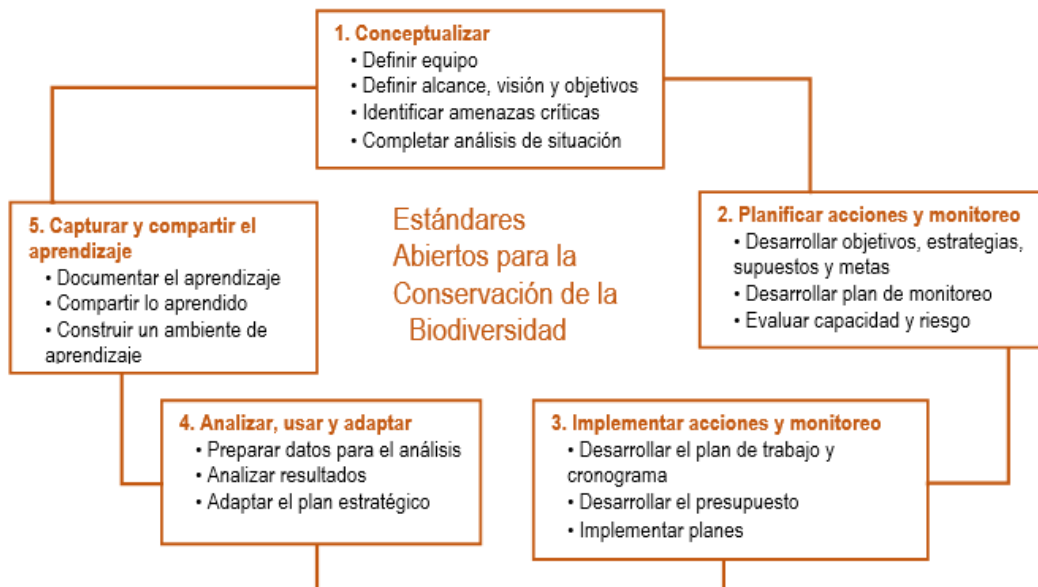 1. Conceptualizar
• Definir equipo
• Definir alcance, visión y objetivos
• Identificar amenazas críticas
• Completar análisis de situación
Estándares
Abiertos para la
Conservación de la
Biodiversidad
2. Planificar acciones y monitoreo
• Desarrollar objetivos, estrategias,
supuestos y metas
• Desarrollar plan de monitoreo
• Evaluar capacidad y riesgo
3. Implementar acciones y monitoreo
• Desarrollar el plan de trabajo y
cronograma
• Desarrollar el presupuesto
• Implementar planes
4. Analizar, usar y adaptar
• Preparar datos para el análisis
• Analizar resultados
• Adaptar el plan estratégico
5. Capturar y compartir el
aprendizaje
• Documentar el aprendizaje
• Compartir lo aprendido
• Construir un ambiente de
aprendizaje